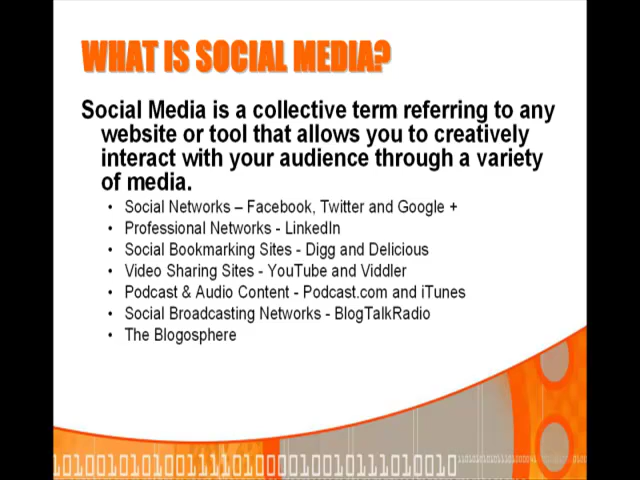 WHAT IS SOCIAL MEDIA?
Social Media is a collective term referring to any
website or tool that allows you to creatively
interact with your audience through a variety
of media.
• Social Networks – Facebook, Twitter and Google +
• Professional Networks - LinkedIn
• Social Bookmarking Sites - Digg and Delicious
• Video Sharing Sites - YouTube and Viddler
• Podcast & Audio Content - Podcast.com and iTunes
• Social Broadcasting Networks - BlogTalkRadio
• The Blogosphere